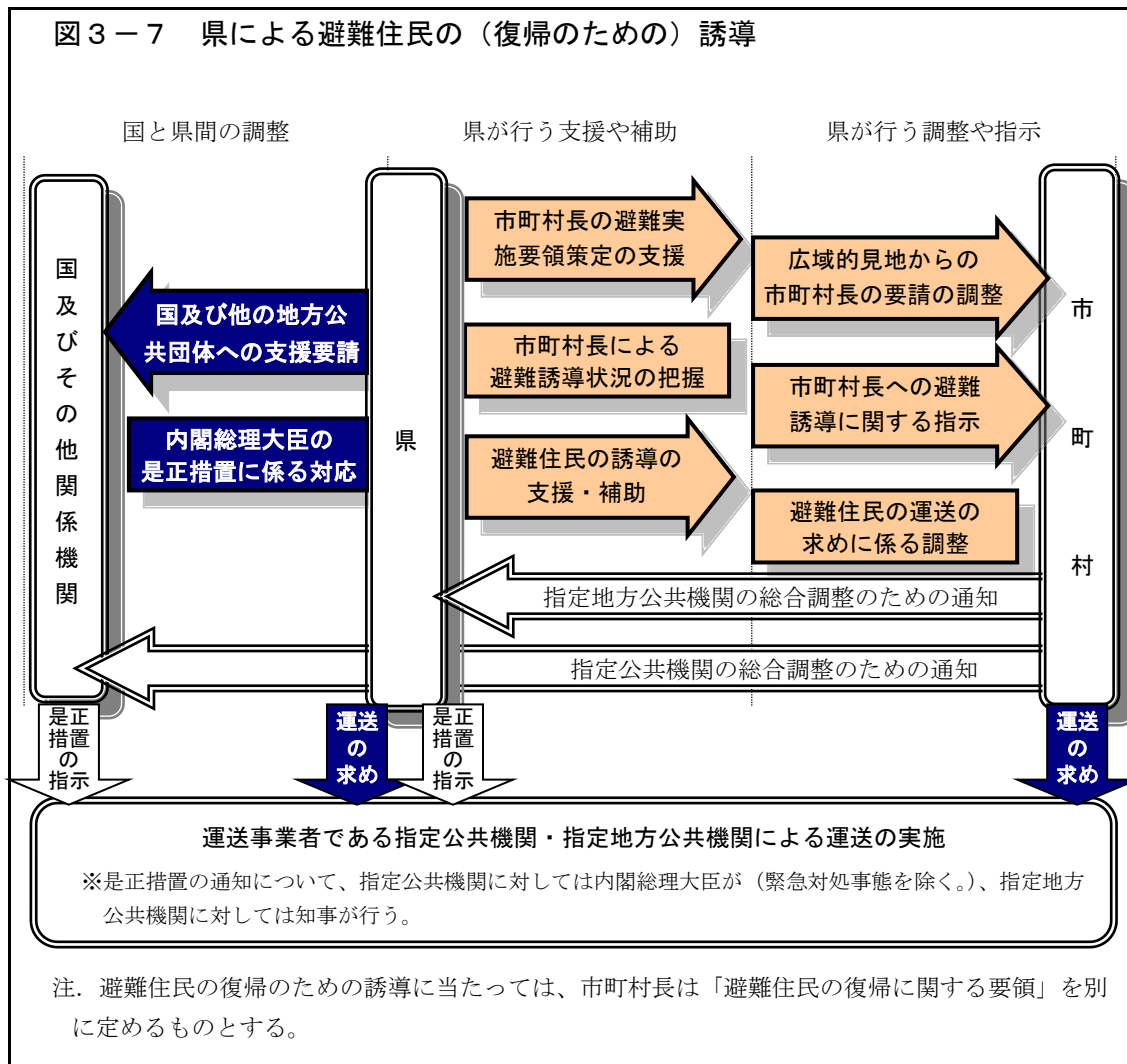 図３－７　県による避難住民の（復帰のための）誘導
国と県間の調整
県が行う支援や補助
県が行う調整や指示
国及びその他関係機関
国及び他の地方公
共団体への支援要請
内閣総理大臣の
是正措置に係る対応
県
市町村長の避難実
施要領策定の支援
市町村長による
避難誘導状況の把握
避難住民の誘導の
支援・補助
広域的見地からの
市町村長の要請の調整
市町村長への避難
誘導に関する指示
避難住民の運送の
求めに係る調整
市町村
指定地方公共機関の総合調整のための通知
指定公共機関の総合調整のための通知
是正
措置
の
指示
運送
の
求め
是正
措置
の
指示
運送
の
求め
運送事業者である指定公共機関・指定地方公共機関による運送の実施
※是正措置の通知について、指定公共機関に対しては内閣総理大臣が（緊急対処事態を除く。）、指定地方
公共機関に対しては知事が行う。
注．避難住民の復帰のための誘導に当たっては、市町村長は「避難住民の復帰に関する要領」を別
に定めるものとする。